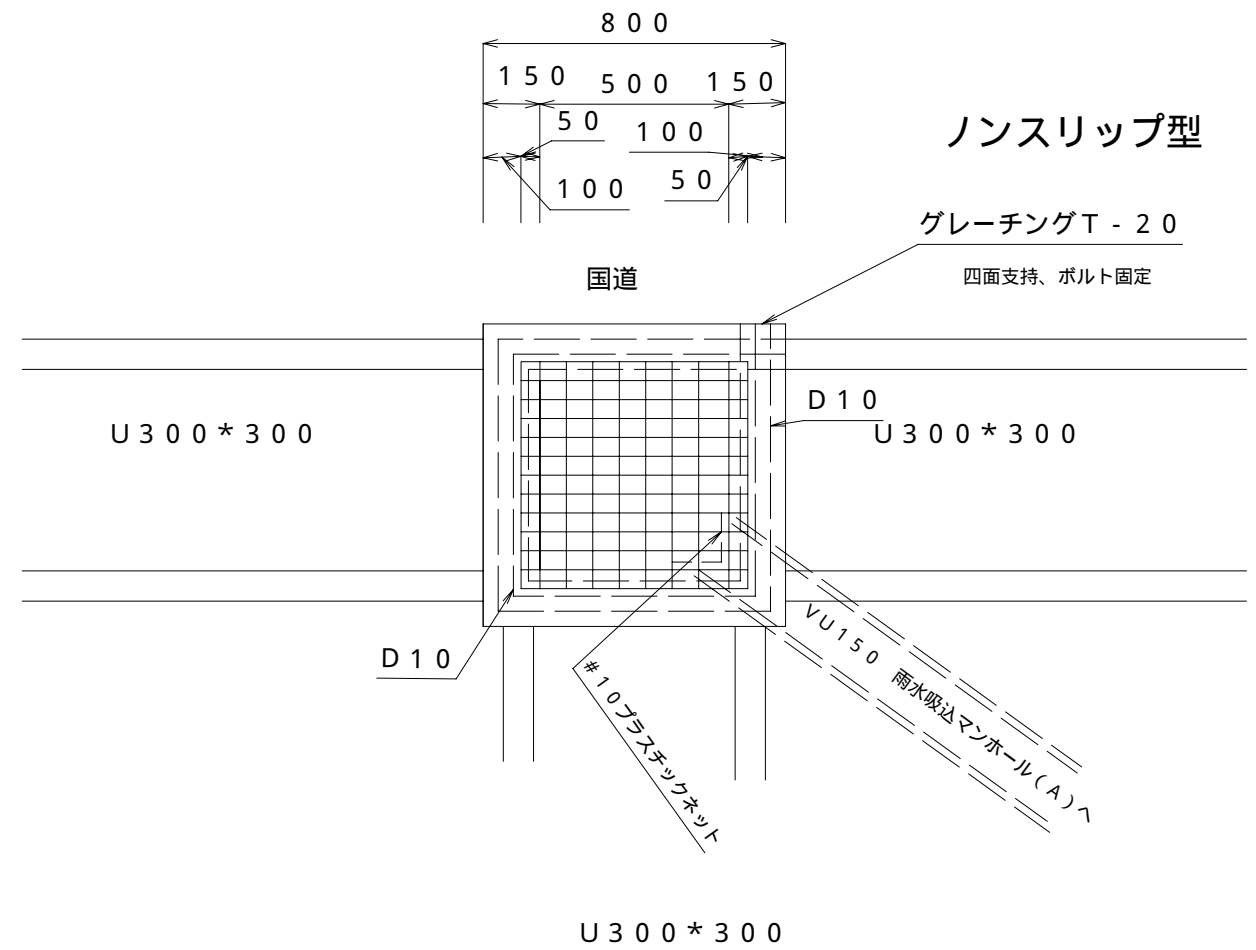 ８００
１５０
５００
１５０
５０
１００
１００
５０
ノンスリップ型
グレーチングＴ－２０
四面支持、ボルト固定
国道
Ｕ３００＊３００
Ｄ１０
Ｕ３００＊３００
Ｄ１０
ＶＵ１５０　雨水吸込マンホール（Ａ）へ
＃１０プラスチックネット
Ｕ３００＊３００